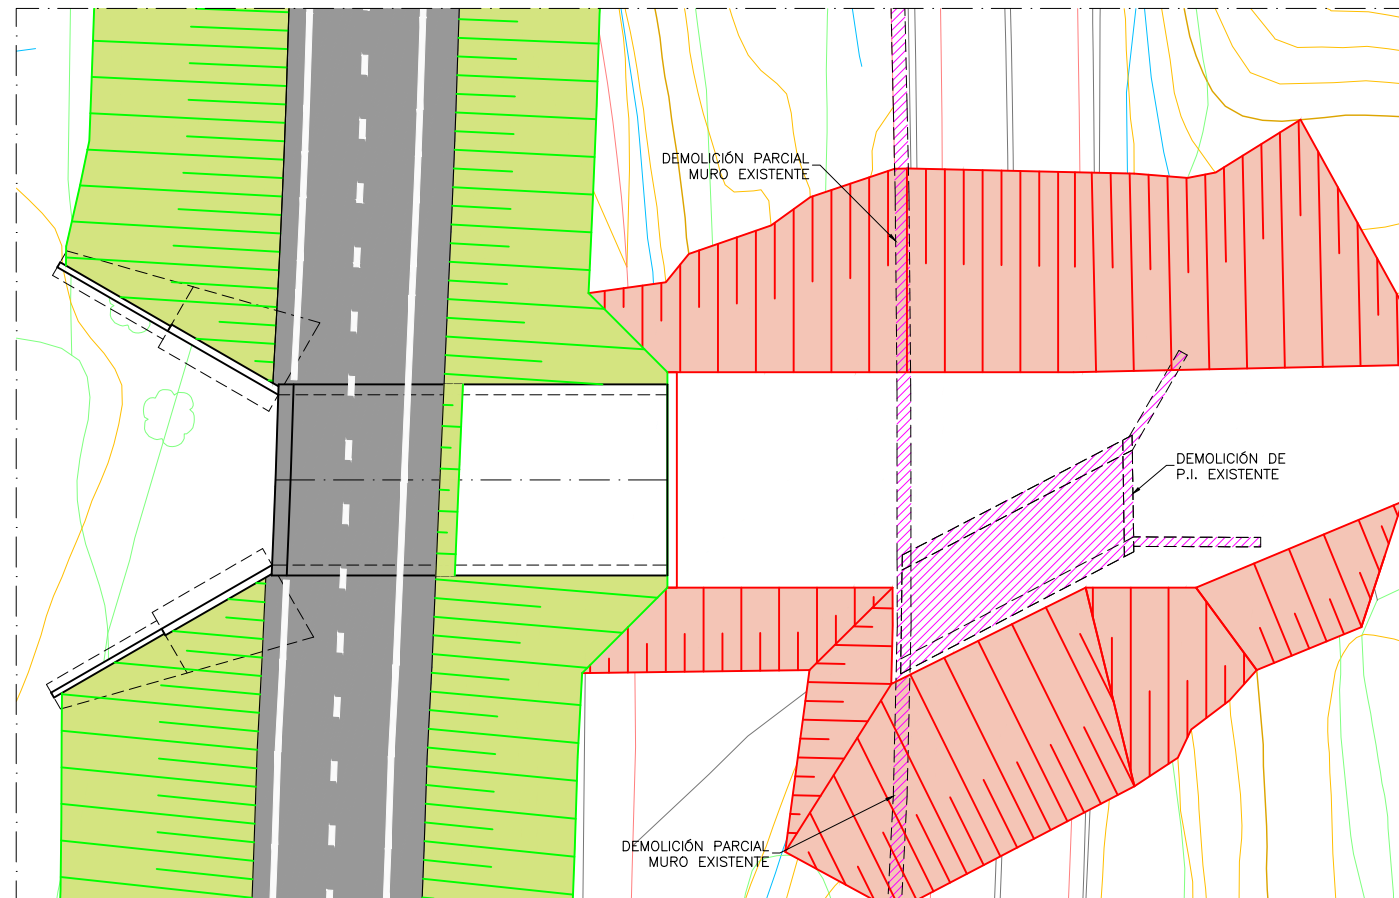 DEMOLICIÓN PARCIAL
MURO EXISTENTE
DEMOLICIÓN DE
P.I. EXISTENTE
DEMOLICIÓN PARCIAL
MURO EXISTENTE